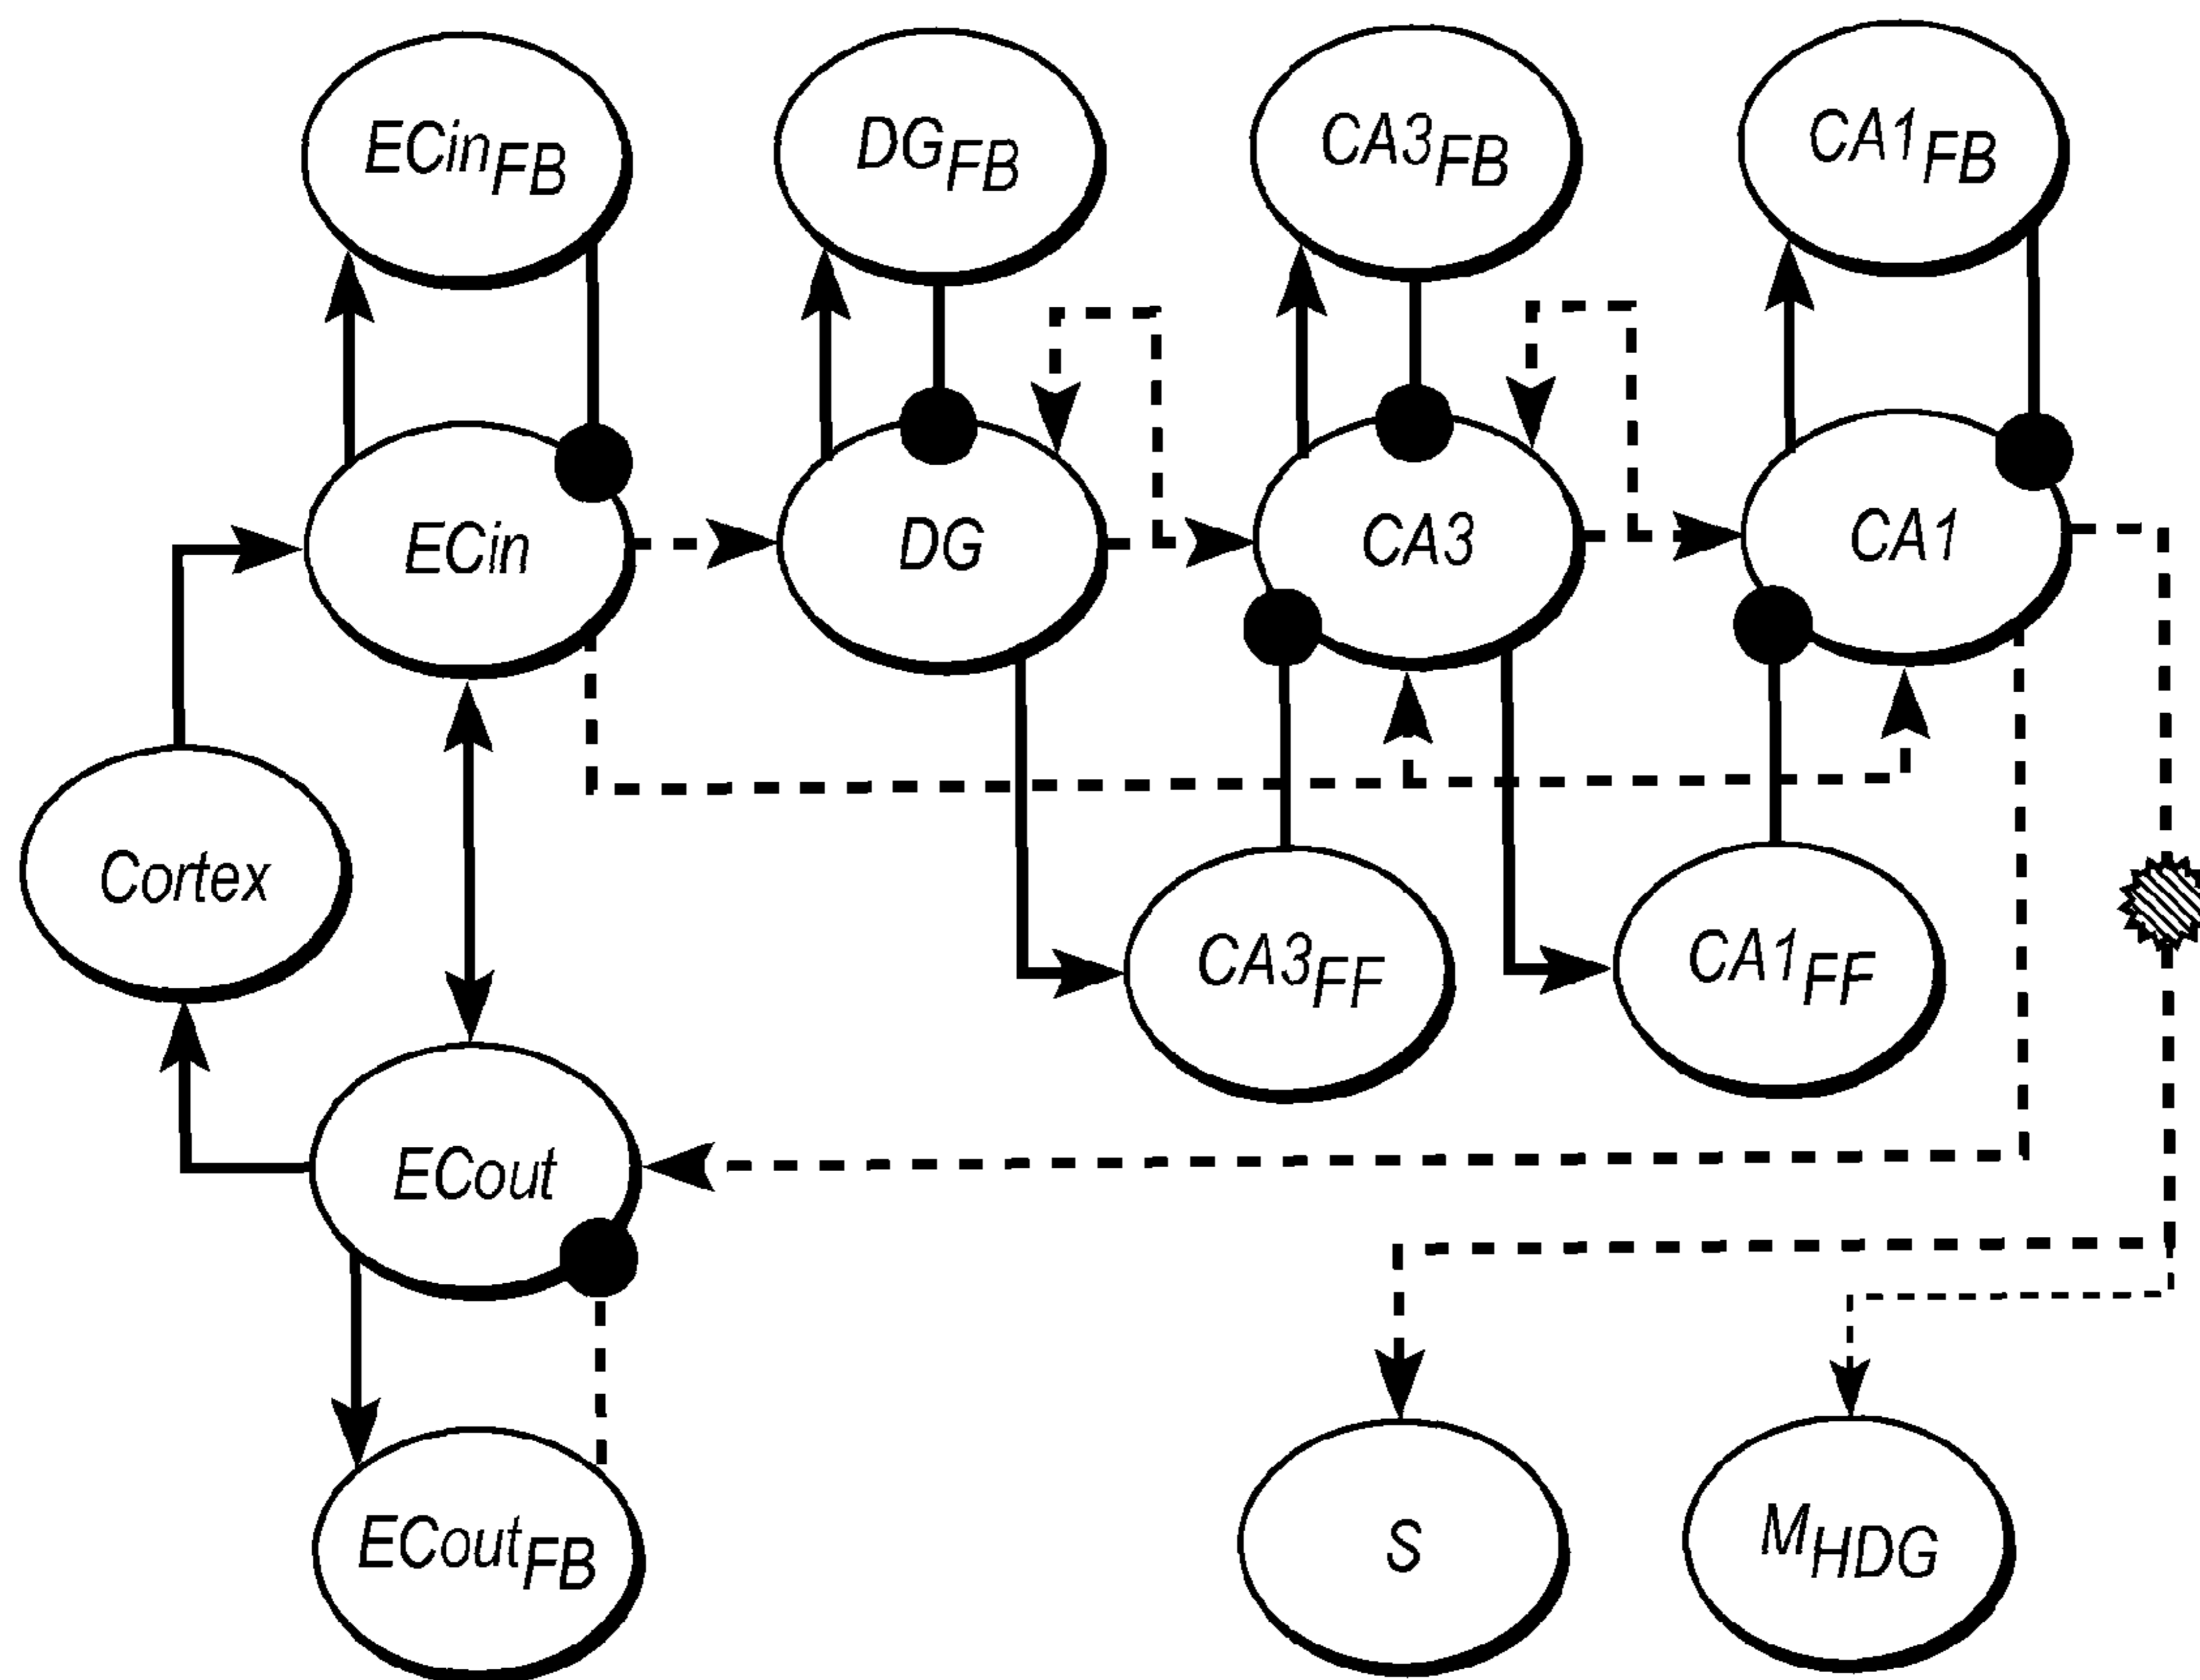 ECinFB
DGFB
CA3FB
CA1FB
ECin
DG
CA3
CA1
Cortex
CA3FF
CA1FF
ECout
ECoutFB
S
MHDG